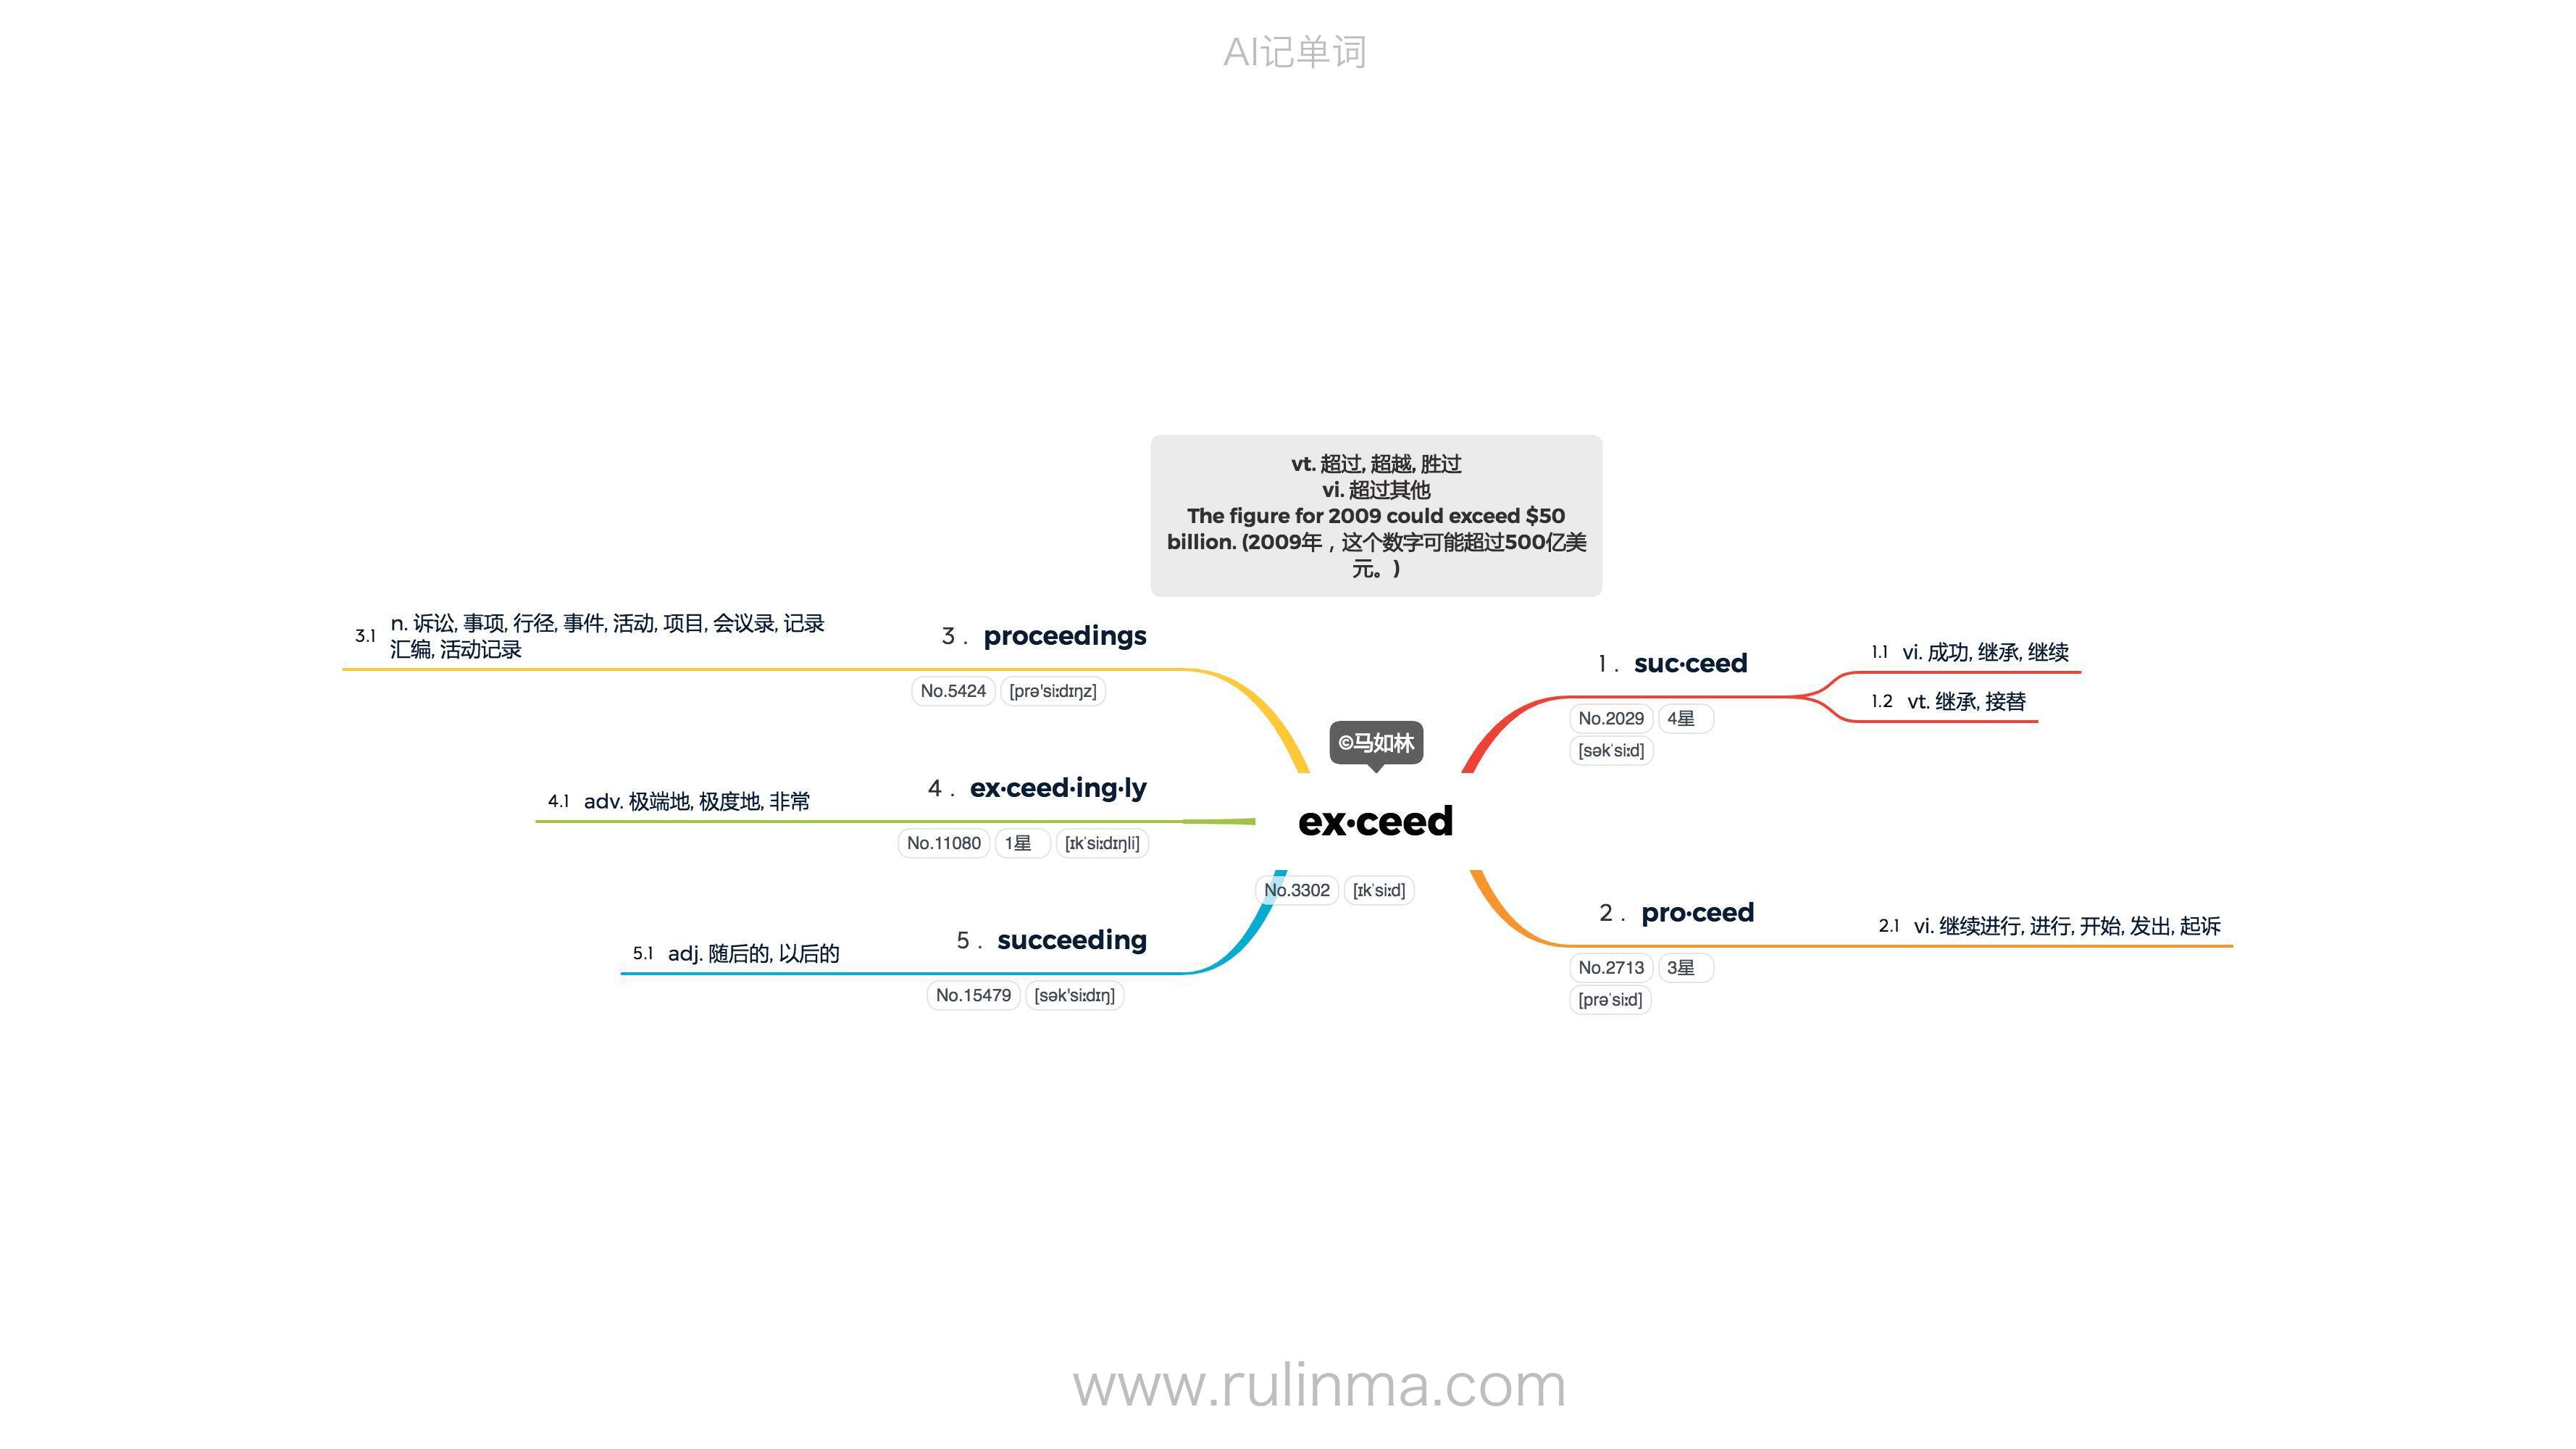 AI记单词
vt. 超过, 超越, 胜过
vi. 超过其他
The figure for 2009 could exceed $50
billion. (2009年，这个数字可能超过500亿美
元。)
©马如林
ex·ceed
No.3302 [ɪkˈsiːd]
1 . suc·ceed
No.2029 4星
[səkˈsiːd]
1.1 vi. 成功, 继承, 继续
1.2 vt. 继承, 接替
2 . pro·ceed
No.2713 3星
[prəˈsiːd]
2.1 vi. 继续进行, 进行, 开始, 发出, 起诉
3 . proceedings
No.5424 [prə'siːdɪŋz]
3.1 n. 诉讼, 事项, 行径, 事件, 活动, 项目, 会议录, 记录
汇编, 活动记录
4 . ex·ceed·ing·ly
No.11080 1星 [ɪkˈsiːdɪŋli]
4.1 adv. 极端地, 极度地, 非常
5 . succeeding
No.15479 [sək'siːdɪŋ]
5.1 adj. 随后的, 以后的
www.rulinma.com